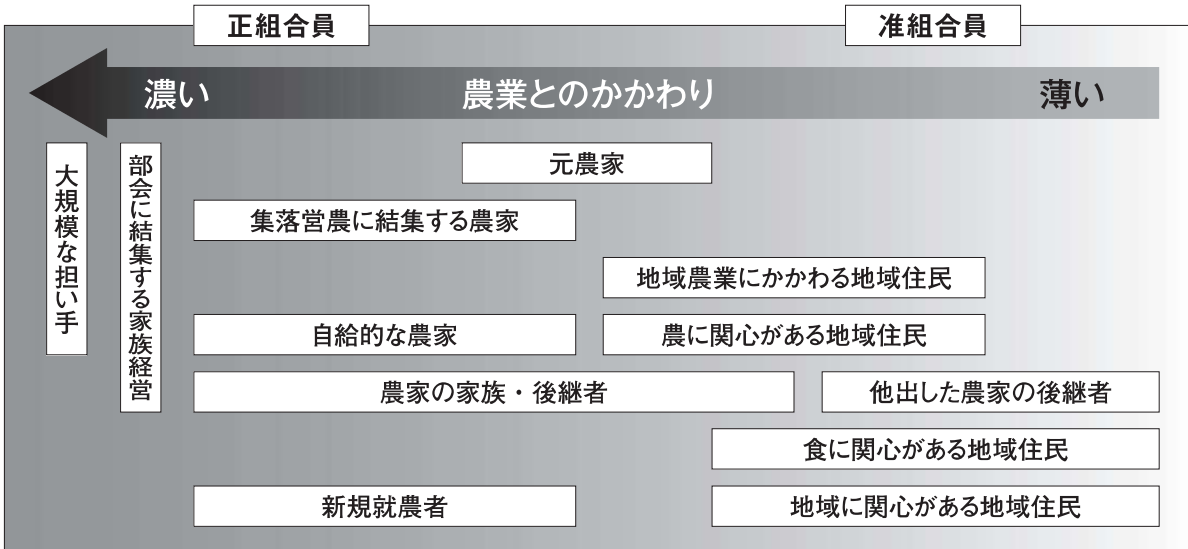 正組合員
准組合員
濃い
農業とのかかわり
薄い
大規模な担い手
部会に結集する家族経営
元農家
集落営農に結集する農家
地域農業にかかわる地域住民
自給的な農家
農に関心がある地域住民
農家の家族・後継者
他出した農家の後継者
食に関心がある地域住民
新規就農者
地域に関心がある地域住民